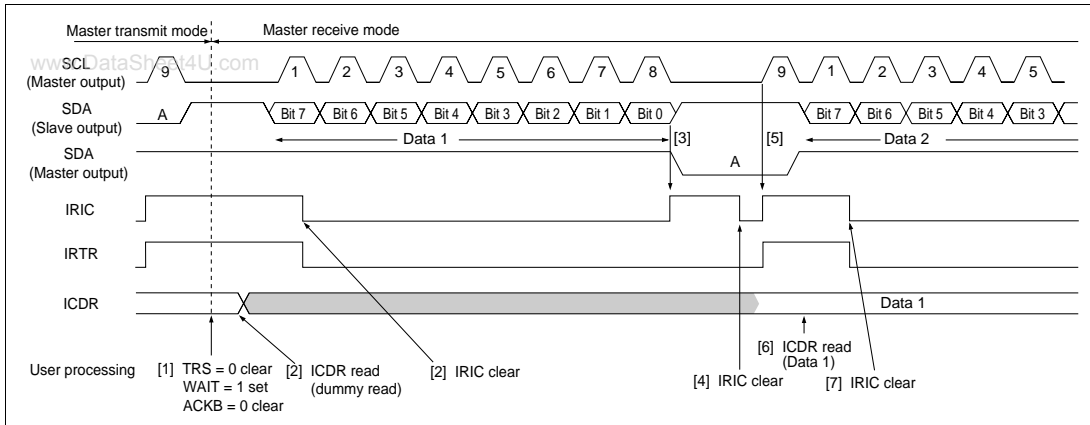 Master transmit mode Master receive mode
www.DataSheet4U.com
SCL
(Master output)
9 1 2 3 4 5 6 7 8 9 1 2 3 4 5
SDA
(Slave output)
A Bit 7 Bit 6 Bit 5 Bit 4 Bit 3 Bit 2 Bit 1 Bit 0 Bit 7 Bit 6 Bit 5 Bit 4 Bit 3
Data 1 [3] [5] Data 2
SDA
(Master output)
A
IRIC
IRTR
ICDR
Data 1
User processing
[1] TRS = 0 clear
WAIT = 1 set
ACKB = 0 clear
[2] ICDR read
(dummy read)
[2] IRIC clear
[4] IRIC clear
[6] ICDR read
(Data 1)
[7] IRIC clear